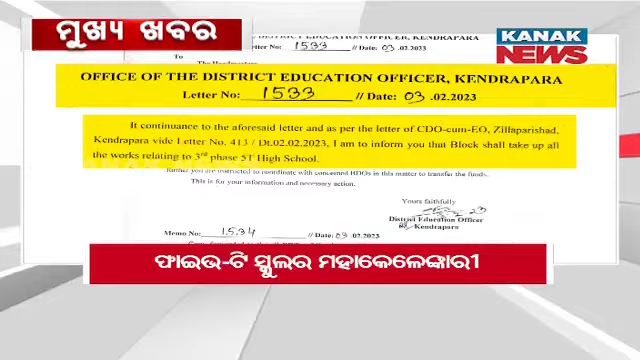 ମୁଖ୍ୟ ଖବର
KANAK
NEWS
Letter No: 1533 // Date: 03 .02.2023
To
The Headmasters
OFFICE OF THE DISTRICT EDUCATION OFFICER, KENDRAPARA
Letter No: 1533 // Date: 03 .02.2023
It continuance to the aforesaid letter and as per the letter of CDO-cum-EO, Zillaparishad,
Kendrapara vide Letter No. 413 / Dt.02.02.2023, I am to inform you that Block shall take up all
the works relating to 3rd phase 5T High School.
further you are instructed to coordinate with concerned BDOs in this matter to transfer the funds.
This is for your information and necessary action.
Yours faithfully
District Education Officer
Kendrapara
Memo No: 1534 // Date: 03 .02.2023
ଫାଇଭ-ଟି ସ୍କୁଲର ମହାକେଳେଙ୍କାରୀ